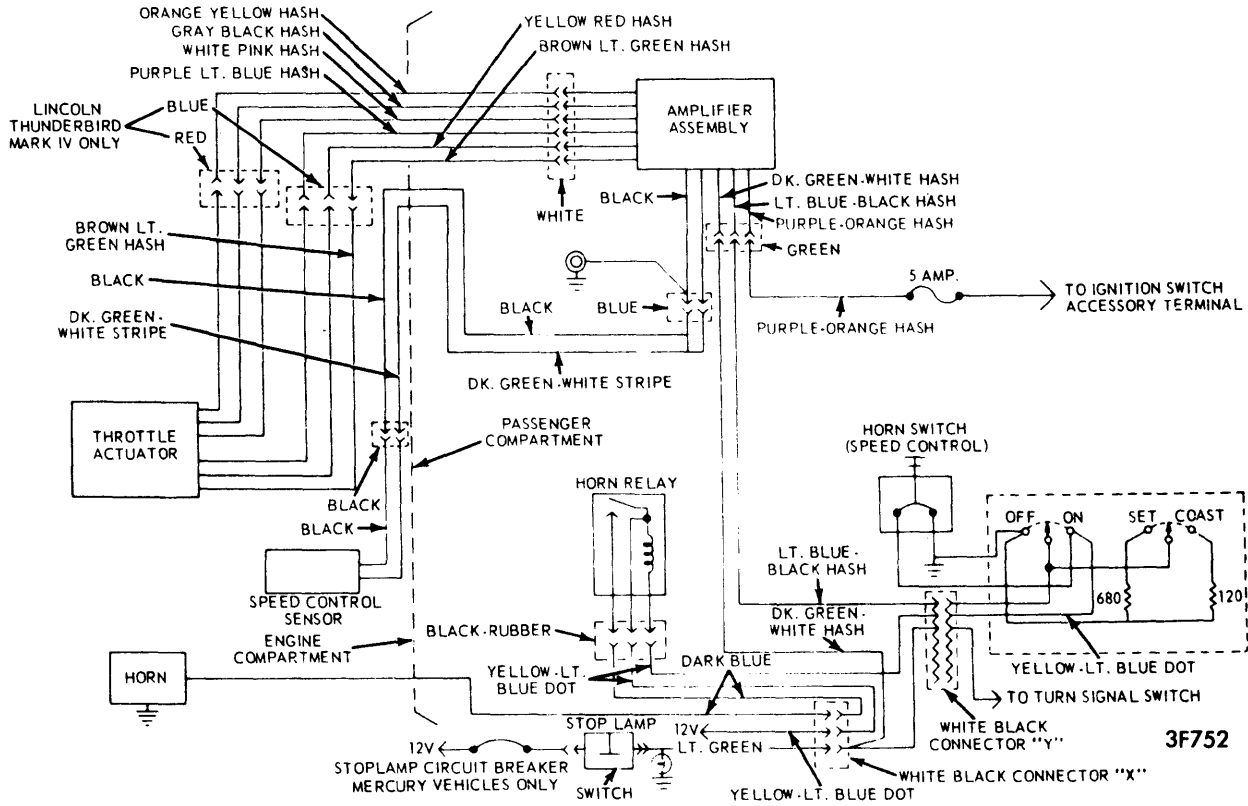 ORANGE YELLOW HASH
GRAY BLACK HASH
WHITE PINK HASH
PURPLE LT. BLUE HASH
YELLOW RED HASH
BROWN LT. GREEN HASH
LINCOLN
THUNDERBIRD
MARK IV ONLY
BLUE
RED
AMPLIFIER
ASSEMBLY
WHITE
BLACK
DK. GREEN-WHITE HASH
LT. BLUE-BLACK HASH
PURPLE-ORANGE HASH
GREEN
BROWN LT.
GREEN HASH
BLACK
DK. GREEN-
WHITE STRIPE
BLUE
BLACK
5 AMP.
TO IGNITION SWITCH
ACCESSORY TERMINAL
PURPLE-ORANGE HASH
DK. GREEN-WHITE STRIPE
THROTTLE
ACTUATOR
PASSENGER
COMPARTMENT
HORN SWITCH
(SPEED CONTROL)
BLACK
BLACK
HORN RELAY
OFF
ON
SET
COAST
LT. BLUE-
BLACK HASH
680
120
SPEED CONTROL
SENSOR
DK. GREEN-
WHITE HASH
BLACK-RUBBER
ENGINE
COMPARTMENT
YELLOW-LT.
BLUE DOT
DARK BLUE
YELLOW-LT. BLUE DOT
HORN
TO TURN SIGNAL SWITCH
STOP LAMP
12V
WHITE BLACK
CONNECTOR "Y"
3F752
12V
LT. GREEN
STOPLAMP CIRCUIT BREAKER
MERCURY VEHICLES ONLY
SWITCH
WHITE BLACK CONNECTOR "X"
YELLOW-LT. BLUE DOT